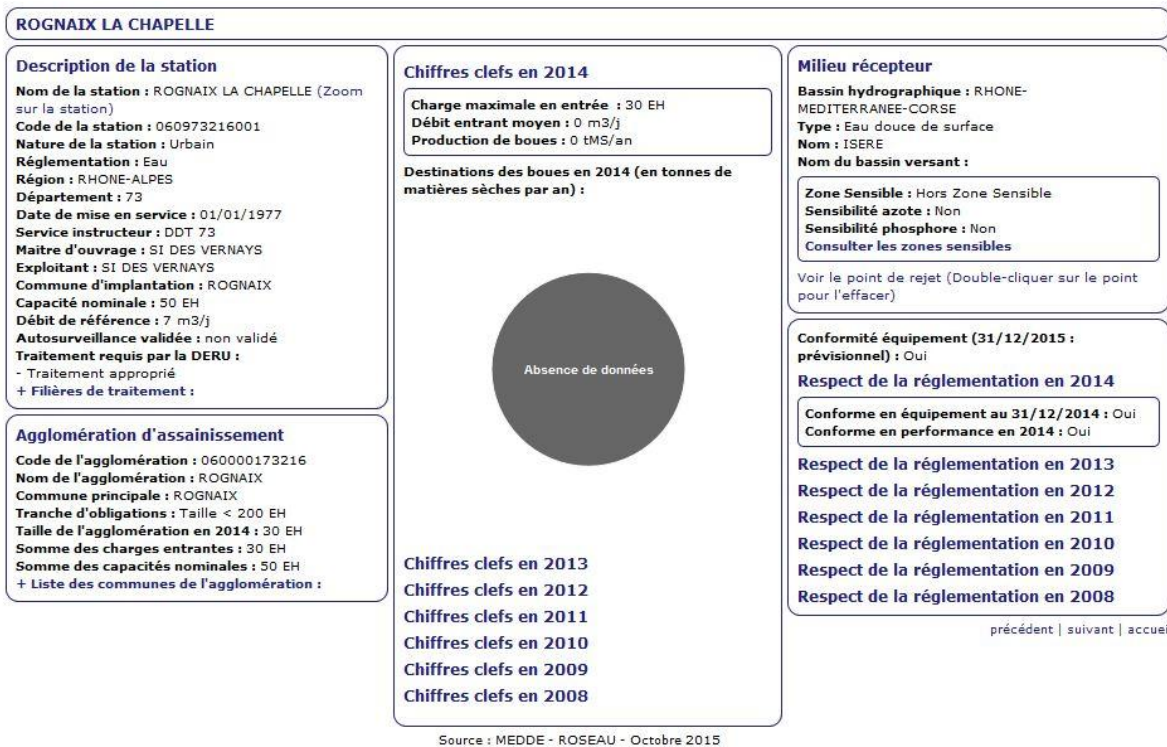 ROGNAIX LA CHAPELLE
Description de la station
Nom de la station : ROGNAIX LA CHAPELLE (Zoom
sur la station)
Code de la station : 060973216001
Nature de la station : Urbain
Réglementation : Eau
Région : RHONE-ALPES
Département : 73
Date de mise en service : 01/01/1977
Service instructeur : DDT 73
Maitre d'ouvrage : SI DES VERNAYS
Exploitant : SI DES VERNAYS
Commune d'implantation : ROGNAIX
Capacité nominale : 50 EH
Débit de référence : 7 m3/j
Autosurveillance validée : non validé
Traitement requis par la DERU :
- Traitement approprié
+ Filières de traitement :
Agglomération d'assainissement
Code de l'agglomération : 060000173216
Nom de l'agglomération : ROGNAIX
Commune principale : ROGNAIX
Tranche d'obligations : Taille < 200 EH
Taille de l'agglomération en 2014 : 30 EH
Somme des charges entrantes : 30 EH
Somme des capacités nominales : 50 EH
+ Liste des communes de l'agglomération :
Chiffres clefs en 2014
Charge maximale en entrée : 30 EH
Débit entrant moyen : 0 m3/j
Production de boues : 0 tMS/an
Destinations des boues en 2014 (en tonnes de
matières sèches par an) :
Absence de données
Chiffres clefs en 2013
Chiffres clefs en 2012
Chiffres clefs en 2011
Chiffres clefs en 2010
Chiffres clefs en 2009
Chiffres clefs en 2008
Milieu récepteur
Bassin hydrographique : RHONE-
MEDITERRANEE-CORSE
Type : Eau douce de surface
Nom : ISERE
Nom du bassin versant :
Zone Sensible : Hors Zone Sensible
Sensibilité azote : Non
Sensibilité phosphore : Non
Consulter les zones sensibles
Voir le point de rejet (Double-cliquer sur le point
pour l'effacer)
Conformité équipement (31/12/2015 :
prévisionnel) : Oui
Respect de la réglementation en 2014
Conforme en équipement au 31/12/2014 : Oui
Conforme en performance en 2014 : Oui
Respect de la réglementation en 2013
Respect de la réglementation en 2012
Respect de la réglementation en 2011
Respect de la réglementation en 2010
Respect de la réglementation en 2009
Respect de la réglementation en 2008
précédent | suivant | accuei
Source : MEDDE - ROSEAU - Octobre 2015